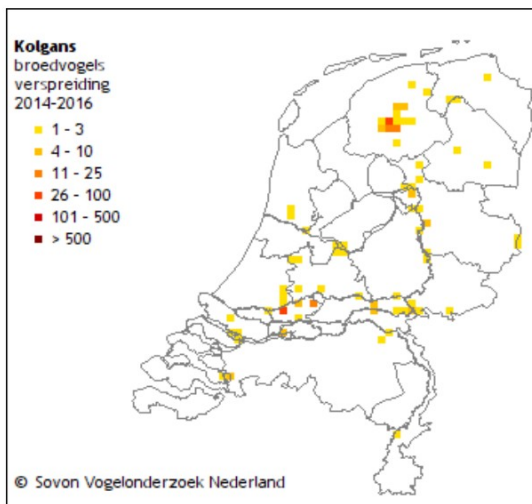 Kolgans
broedvogels
verspreiding
2014-2016
1 - 3
4 - 10
11 - 25
26 - 100
101 - 500
> 500
© Sovon Vogelonderzoek Nederland